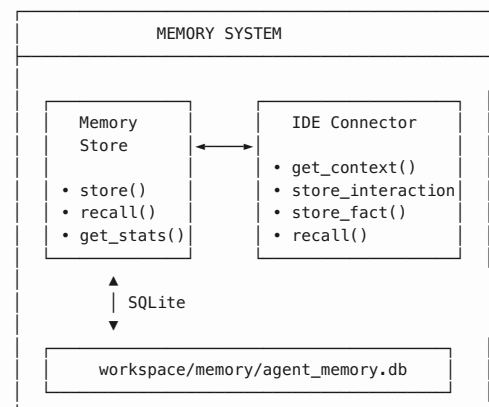 MEMORY SYSTEM
Memory
Store
• store()
• recall()
• get_stats()
IDE Connector
• get_context()
• store_interaction
• store_fact()
• recall()
SQLite
workspace/memory/agent_memory.db